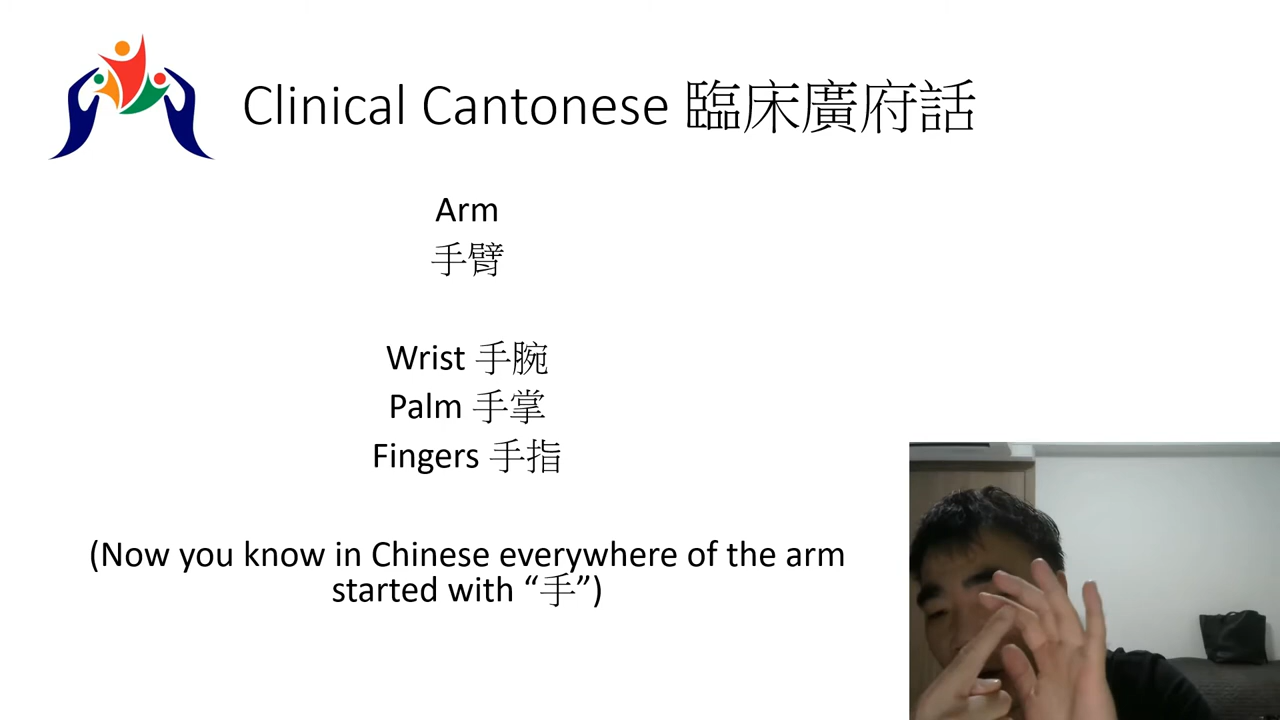 Clinical Cantonese 臨床廣府話
Arm
手臂
Wrist 手腕
Palm 手掌
Fingers 手指
(Now you know in Chinese everywhere of the arm
started with “手”)